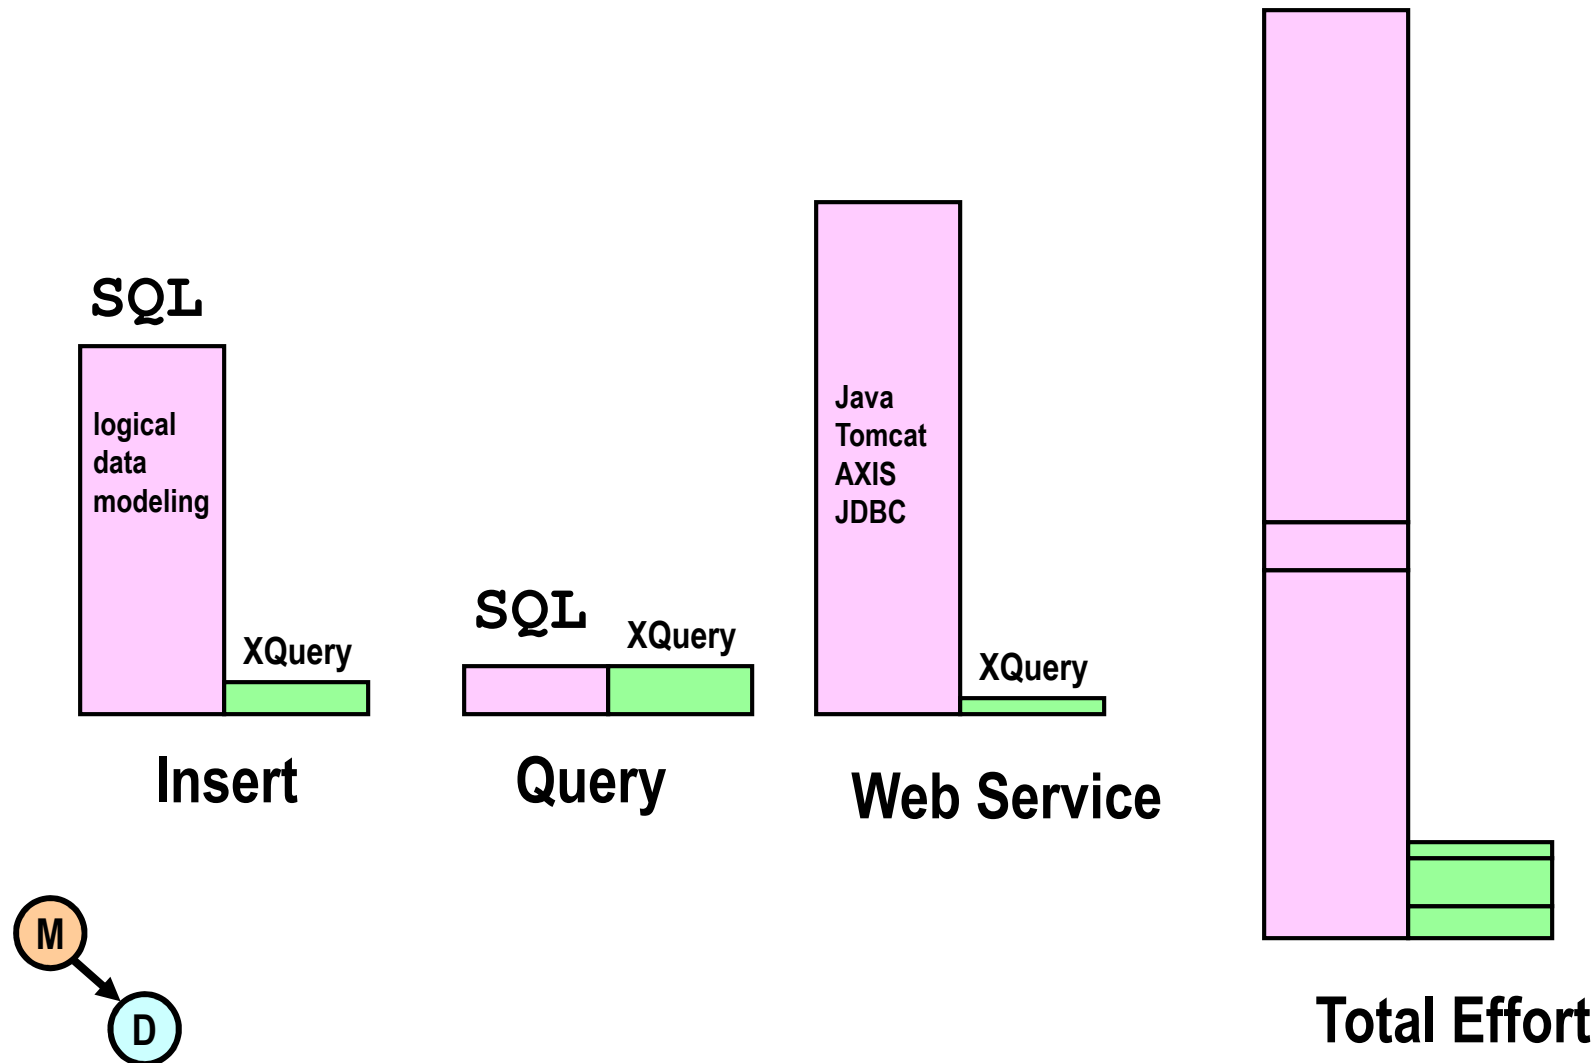 SQL
logical
data
modeling
XQuery
Insert
SQL
XQuery
Query
Java
Tomcat
AXIS
JDBC
XQuery
Web Service
Total Effort
M
D